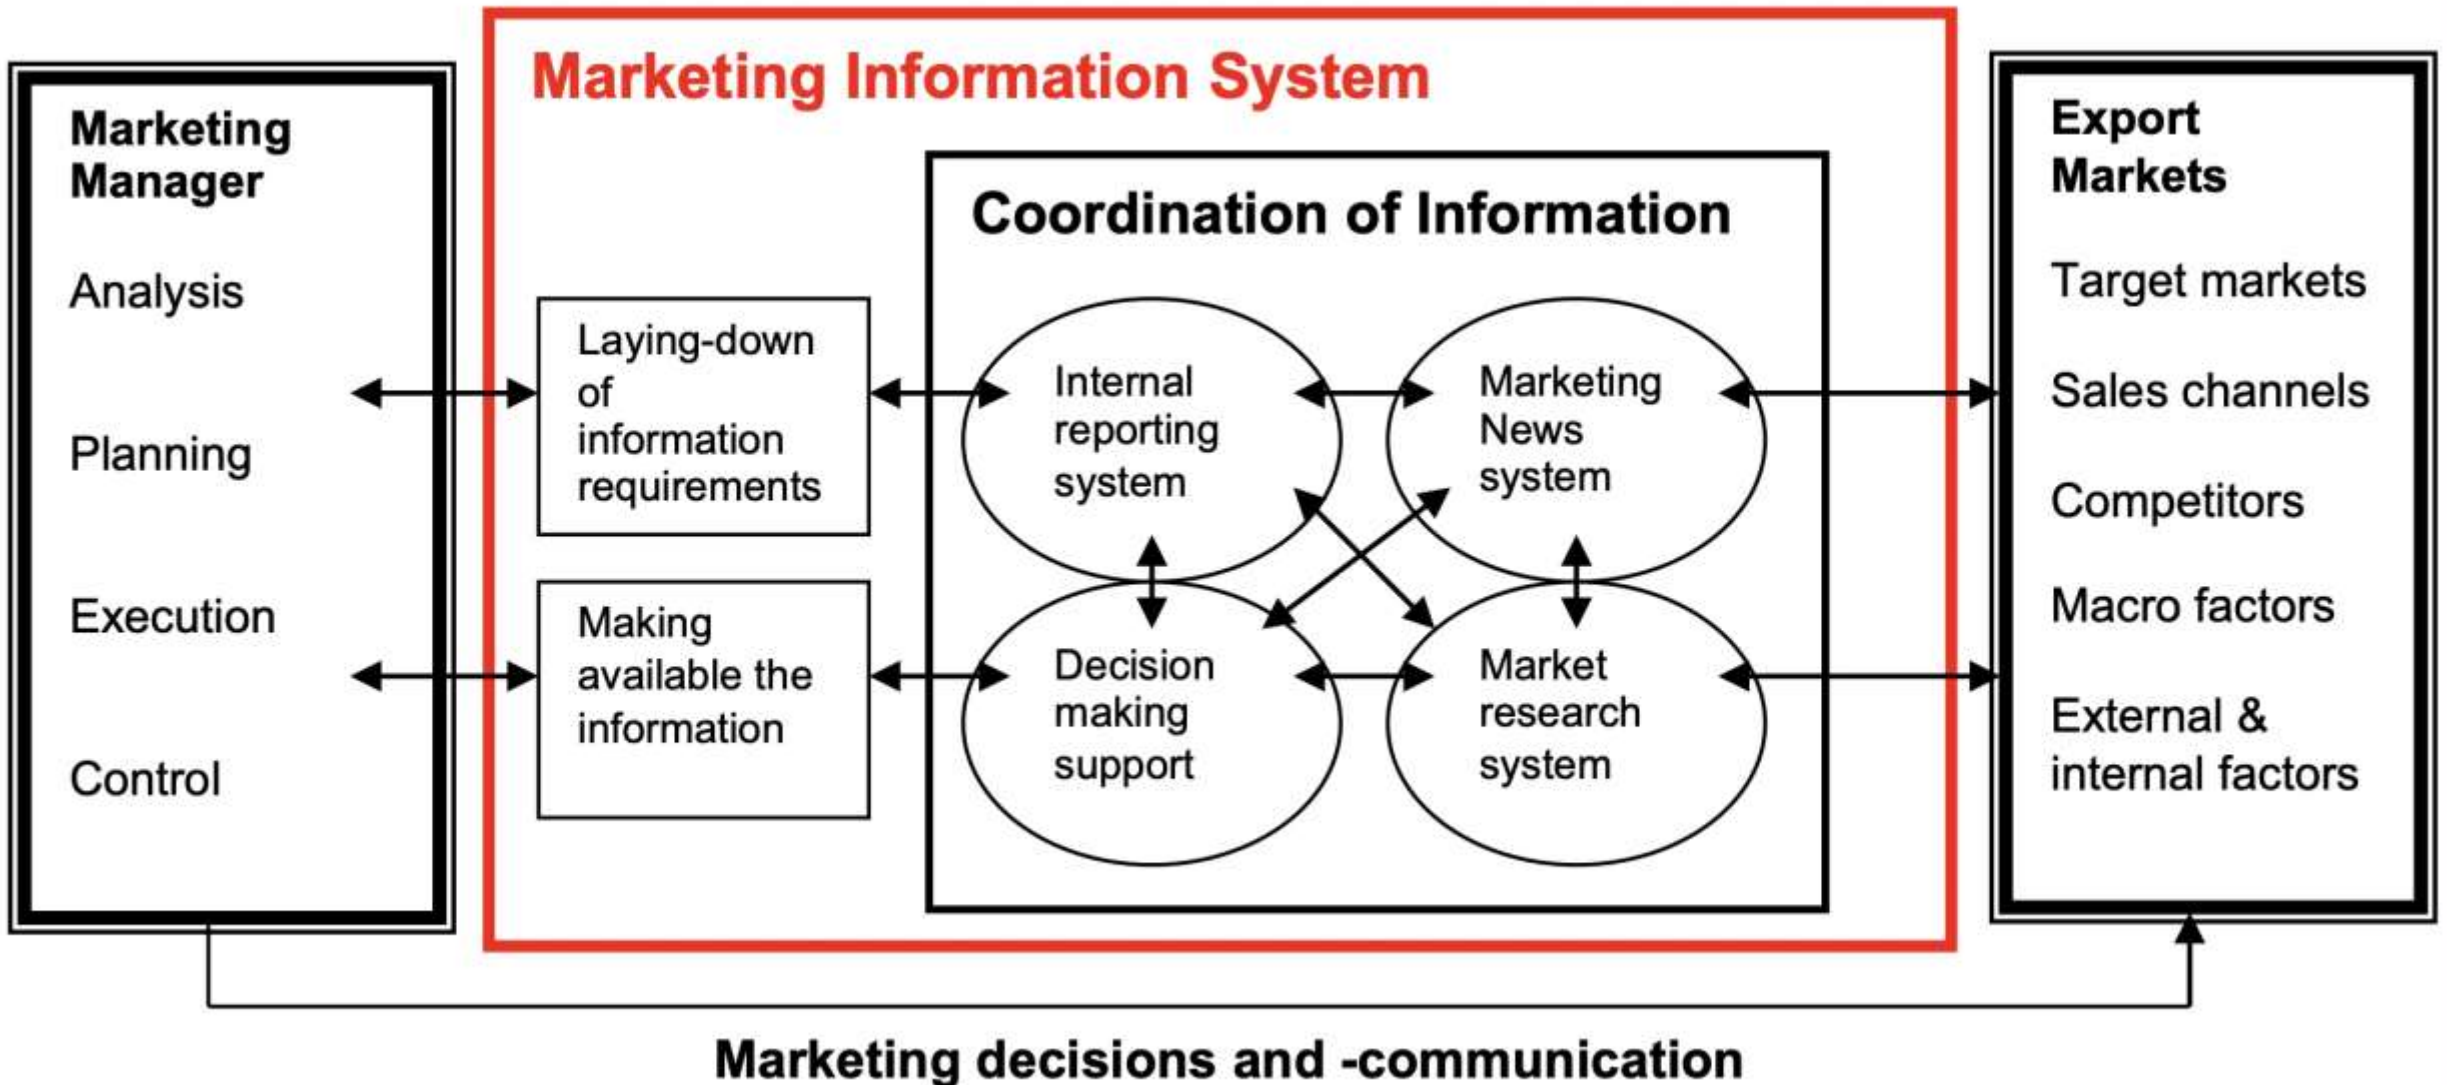 Marketing Information System
Marketing
Manager
Analysis
Planning
Execution
Control
Laying-down
of
information
requirements
Making
available the
information
Coordination of Information
Internal
reporting
system
Marketing
News
system
Decision
making
support
Market
research
system
Export
Markets
Target markets
Sales channels
Competitors
Macro factors
External &
internal factors
Marketing decisions and -communication